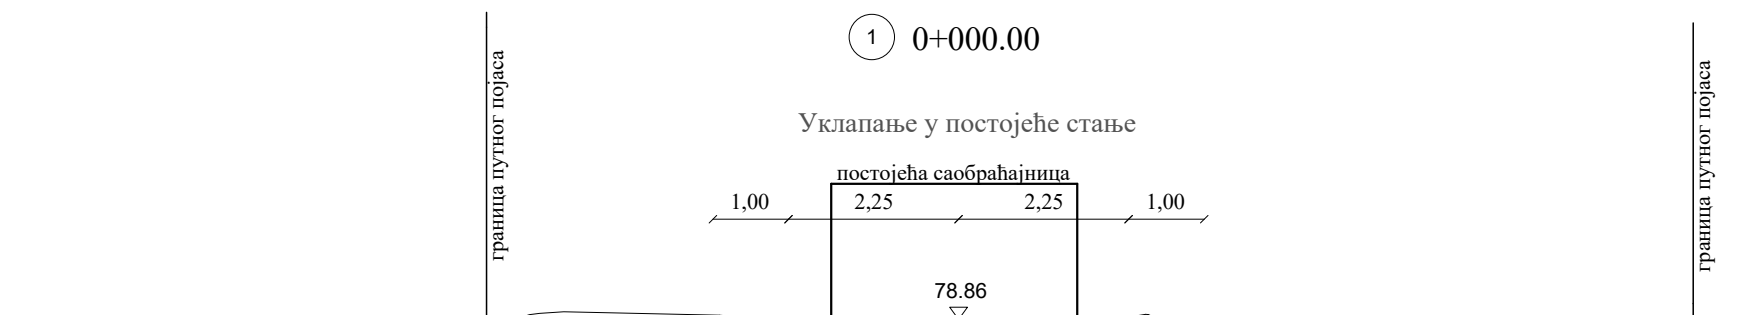 1 0+000.00
граница путног појаса
граница путног појаса
Уклапање у постојеће стање
постојећа саобраћајница
1,00 2,25 2,25 1,00
78.86